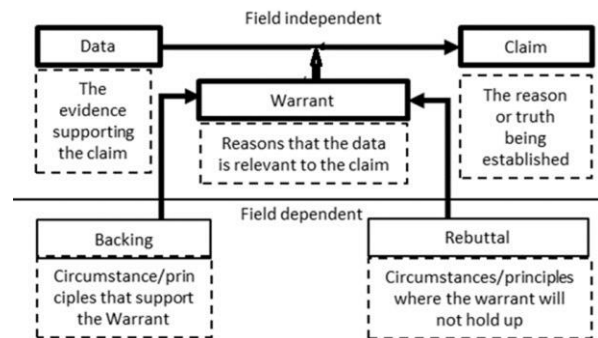 Field independent
Data
Claim
The
evidence
supporting
the claim
Warrant
Reasons that the data
is relevant to the claim
The reason
or truth
being
established
Field dependent
Backing
Circumstance/prin
ciples that support
the Warrant
Rebuttal
Circumstances/principles
where the warrant will
not hold up